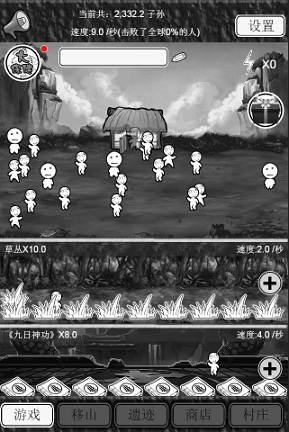 当前共: 2,332.2 子孙
速度:9.0 /秒(击败了全球0%的人)
设置
X0
草丛X10.0 速度:2.0 /秒
《九日神功》X8.0 速度:4.0 /秒
游戏 移山 遗迹 商店 村庄